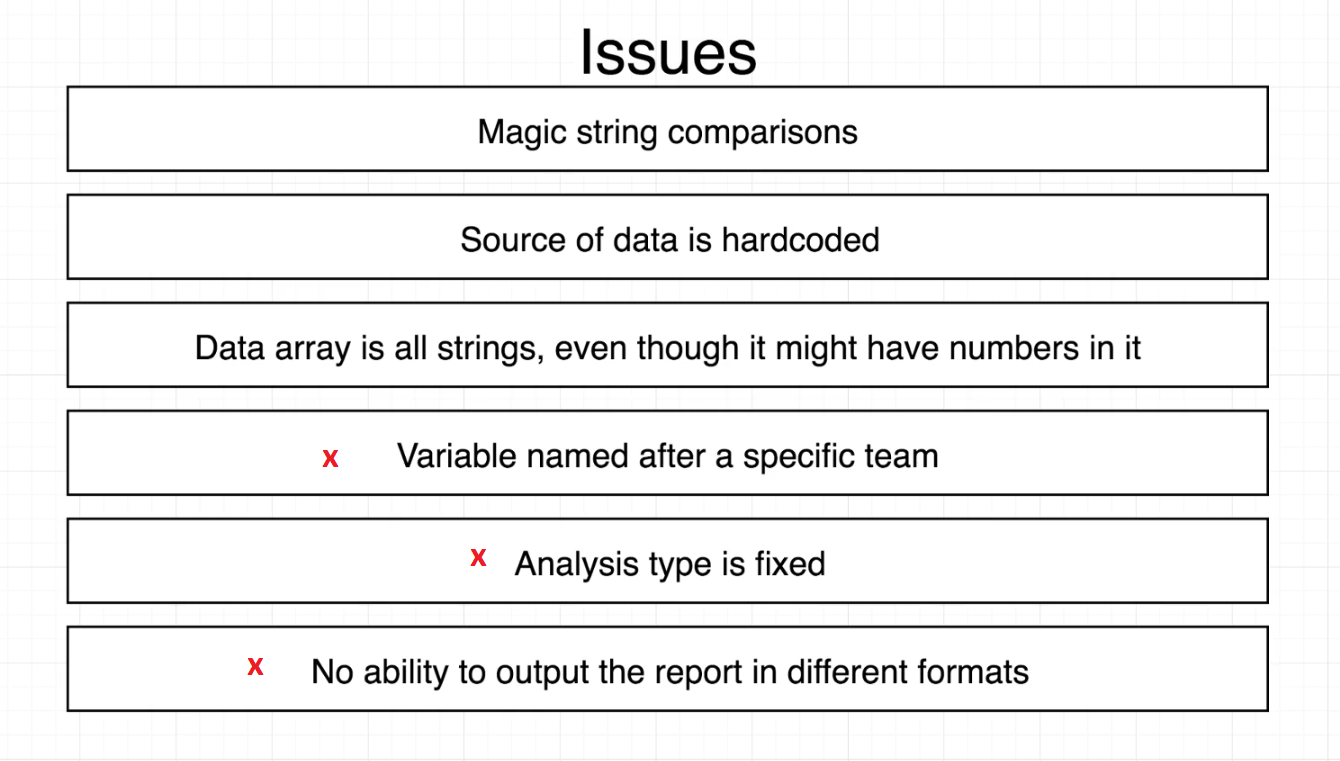 Issues
Magic string comparisons
Source of data is hardcoded
Data array is all strings, even though it might have numbers in it
x Variable named after a specific team
x Analysis type is fixed
x No ability to output the report in different formats